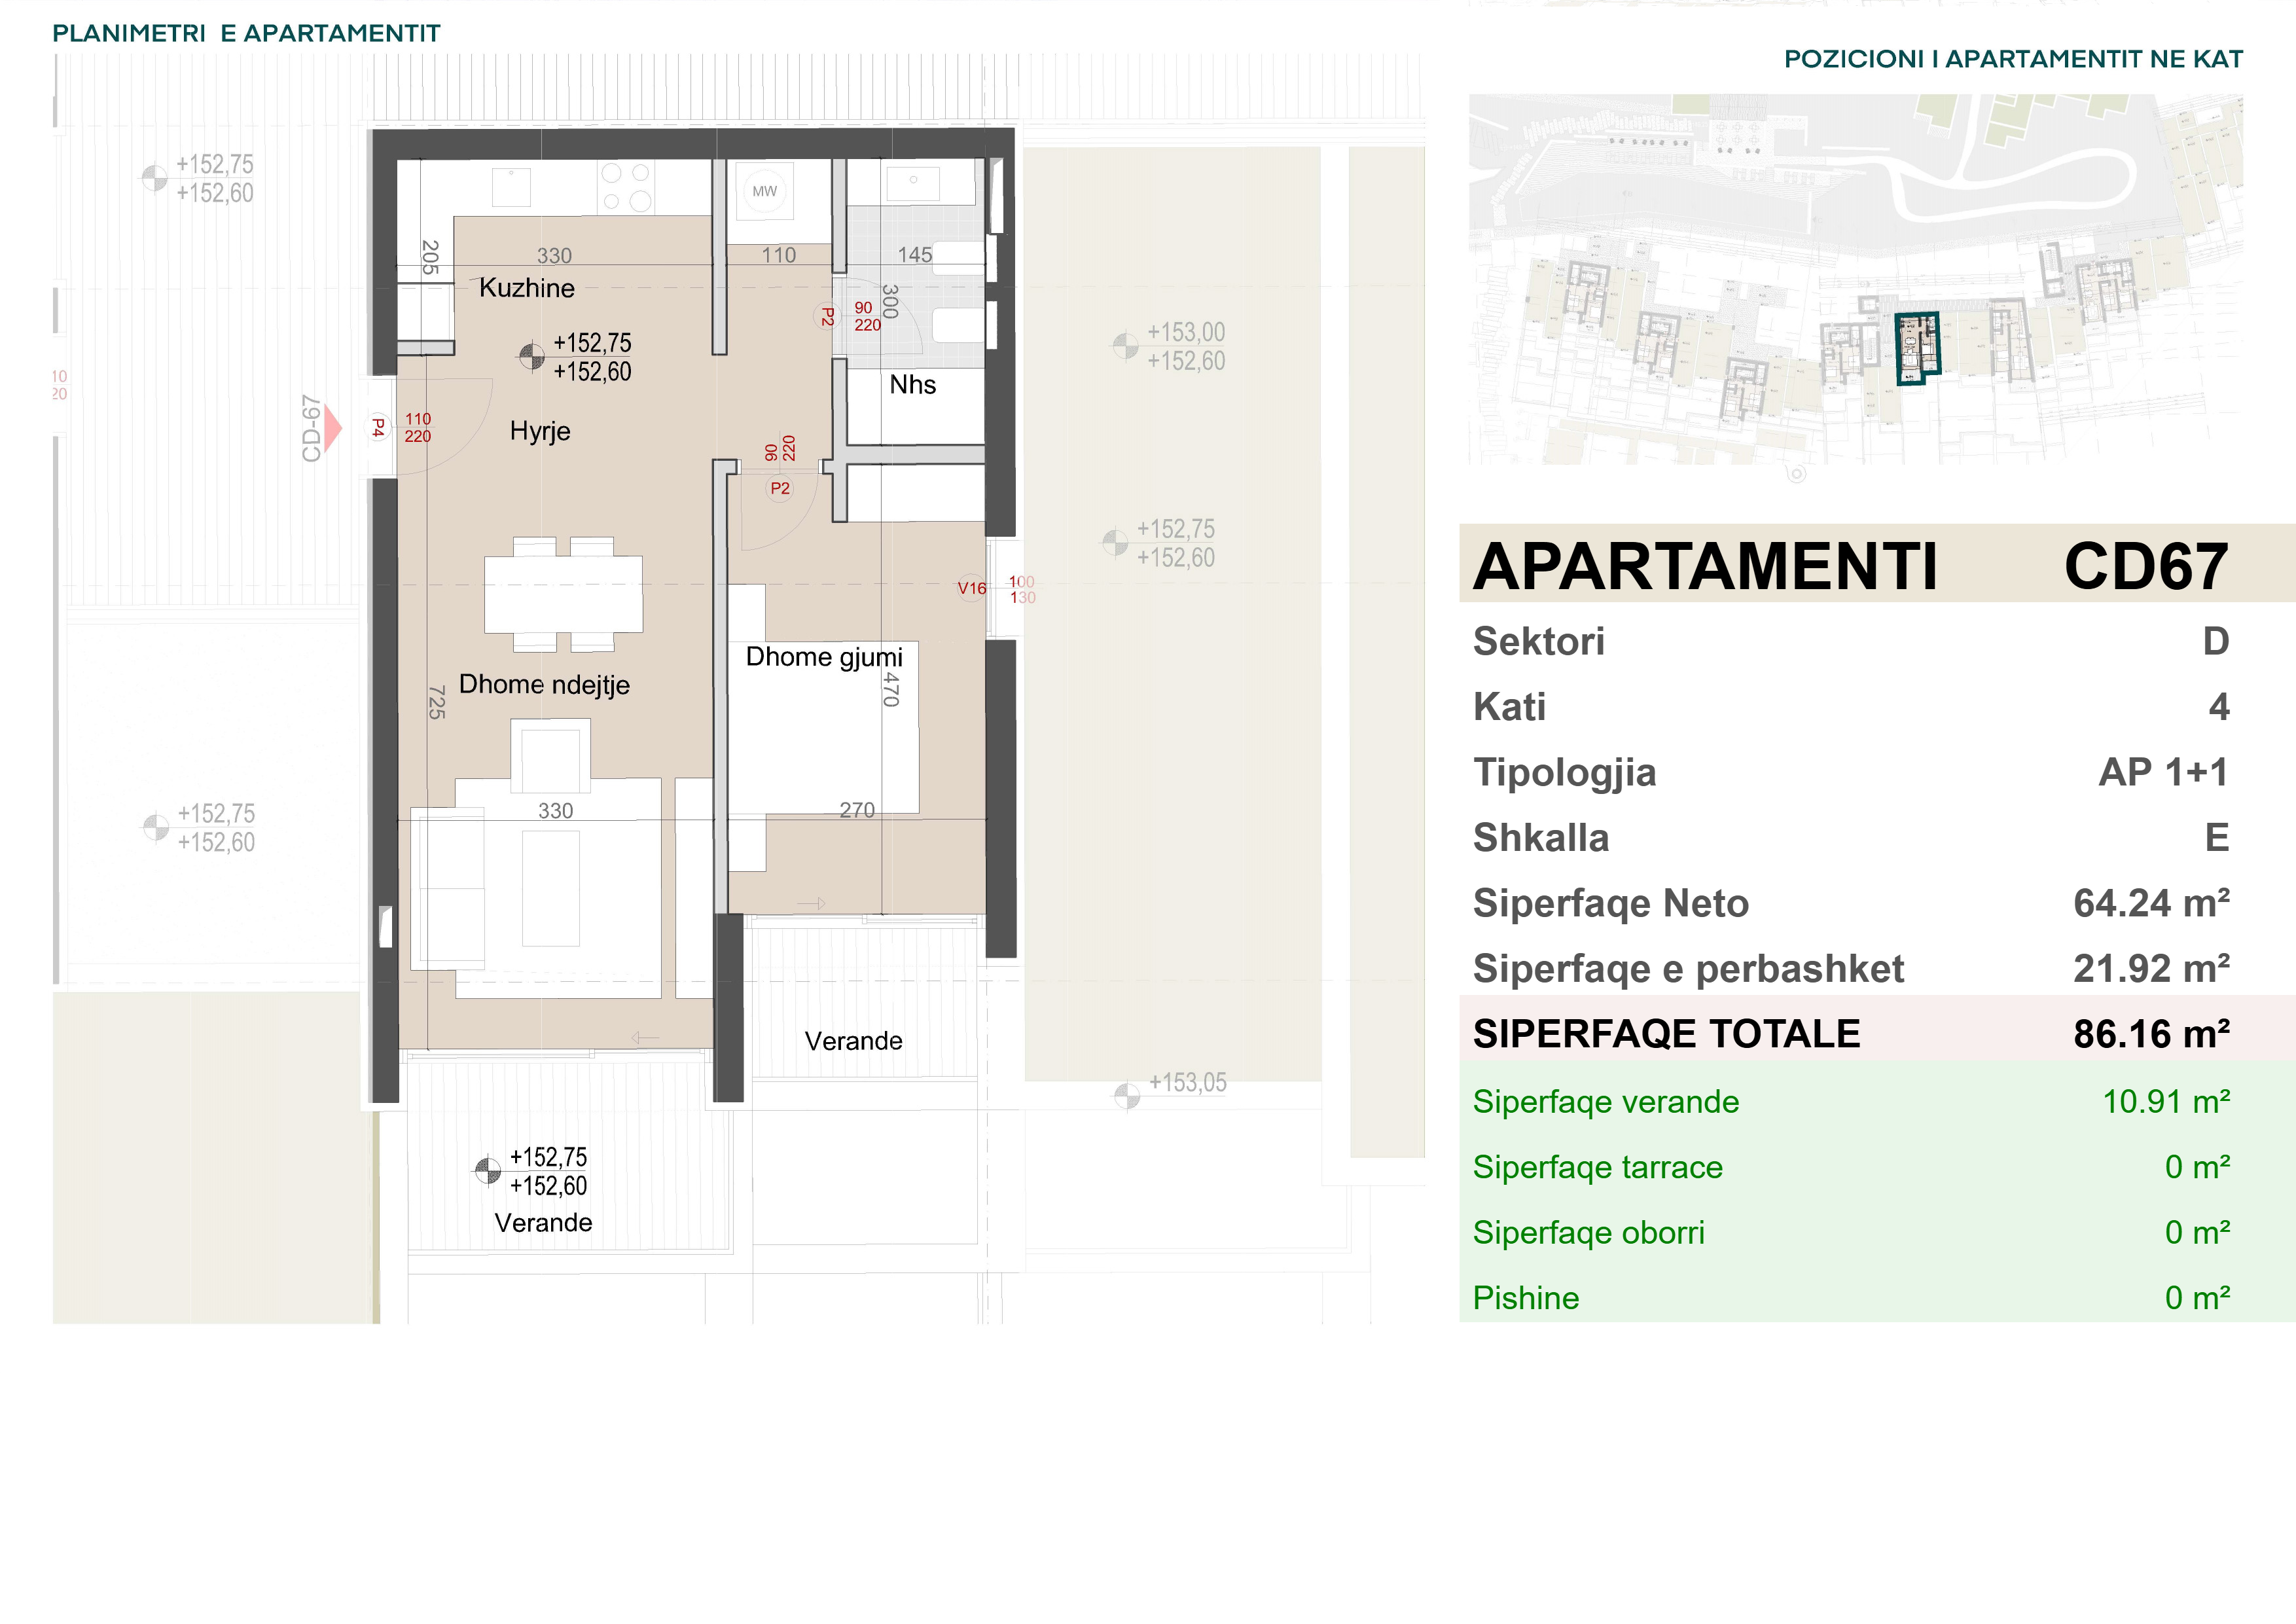 PLANIMETRI E APARTAMENTIT
POZICIONI I APARTAMENTIT NE KAT
+152,75
+152,60
MW
205
330
110
145
Kuzhine
300
P2
90
220
+152,75
+152,60
+153,00
+152,60
10
20
Nhs
CD-67
P4
110
220
Hyrje
90
220
P2
+152,75
+152,60
V16
100
130
Dhome gjumi
470
Dhome ndejtje
725
+152,75
+152,60
330
270
Verande
+153,05
+152,75
+152,60
Verande
APARTAMENTI CD67
Sektori D
Kati 4
Tipologjia AP 1+1
Shkalla E
Siperfaqe Neto 64.24 m²
Siperfaqe e perbashket 21.92 m²
SIPERFAQE TOTALE 86.16 m²
Siperfaqe verande 10.91 m²
Siperfaqe tarrace 0 m²
Siperfaqe oborri 0 m²
Pishine 0 m²